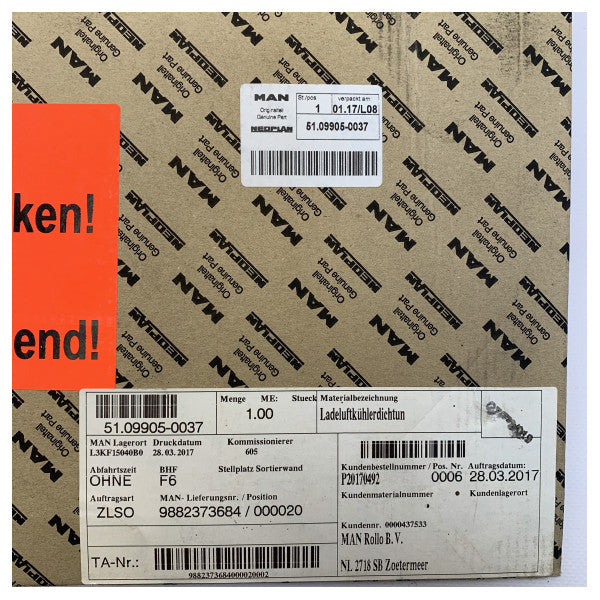 MAN
Originalteil
Genuine Part
NEOPLAN
St./pos
1
verpackt am:
01.17/L08
51.09905-0037
ken!
end!
51.09905-0037
Menge ME: Stueck
1.00
Materialbezeichnung
Ladeluftkühlerdichtun
MAN Lagerort Druckdatum Kommissionierer
L3KF15040B0 28. 03. 2017 605
Abfahrtszeit BHF Stellplatz Sortierwand
OHNE F6
Auftragsart MAN- Lieferungsnr. / Position
ZLSO 9882373684 / 000020
TA-Nr.:
9882373684000020002
Kundenbestellnummer / Pos. Nr. Auftragsdatum:
P20170492 0006 28.03.2017
Kundenmaterialnummer Kundenlagerort
Kundennr. 0000437533
MAN Rollo B. V.
NL 2718 SB Zoetermeer